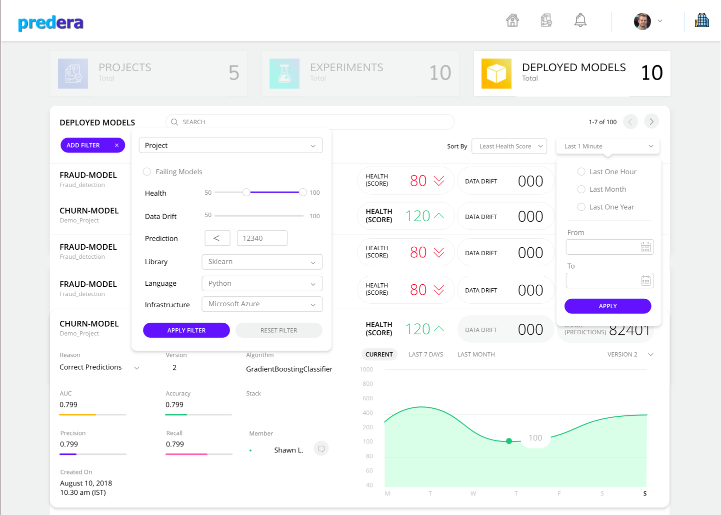 predera
PROJECTS
Total
5
EXPERIMENTS
Total
10
DEPLOYED MODELS
Total
10
DEPLOYED MODELS
SEARCH
1-7 of 100
ADD FILTER ×
Project
Sort By
Least Health Score
Last 1 Minute
Failing Models
Health 50 100
Data Drift 50 100
Prediction < 12340
Library Sklearn
Language Python
Infrastructure Microsoft Azure
APPLY FILTER RESET FILTER
Last One Hour
Last Month
Last One Year
From
To
APPLY
FRAUD-MODEL
Fraud_detection
HEALTH (SCORE) 80 DATA DRIFT 000
CHURN-MODEL
Demo_Project
HEALTH (SCORE) 120 DATA DRIFT 000
FRAUD-MODEL
Fraud_detection
HEALTH (SCORE) 80 DATA DRIFT 000
FRAUD-MODEL
Fraud_detection
HEALTH (SCORE) 80 DATA DRIFT 000
CHURN-MODEL
Demo_Project
HEALTH (SCORE) 120 DATA DRIFT 000 (PREDICTIONS) 82401
Reason
Correct Predictions
Version
2
Algorithm
GradientBoostingClassifier
AUC
0.799
Accuracy
0.799
Stack
Precision
0.799
Recall
0.799
Member
Shawn L.
Created On
August 10, 2018
10.30 am (IST)
CURRENT LAST 7 DAYS LAST MONTH VERSION 2
1000
800
600
400
200
100
80
60
40
100
M T W T F S S